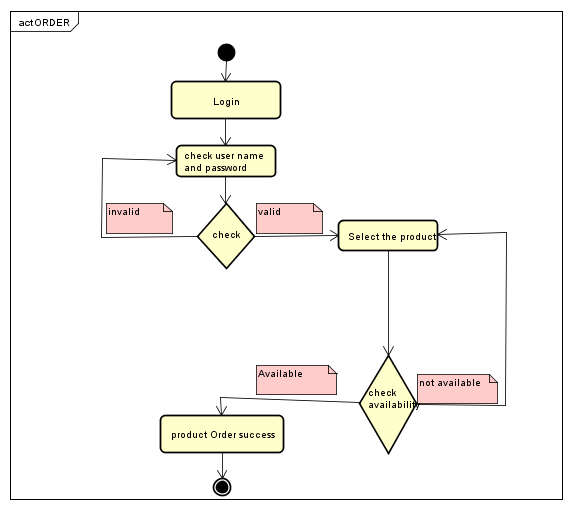 actORDER
Login
check user name
and password
invalid
valid
check
Select the product
Available
not available
check
availability
product Order success